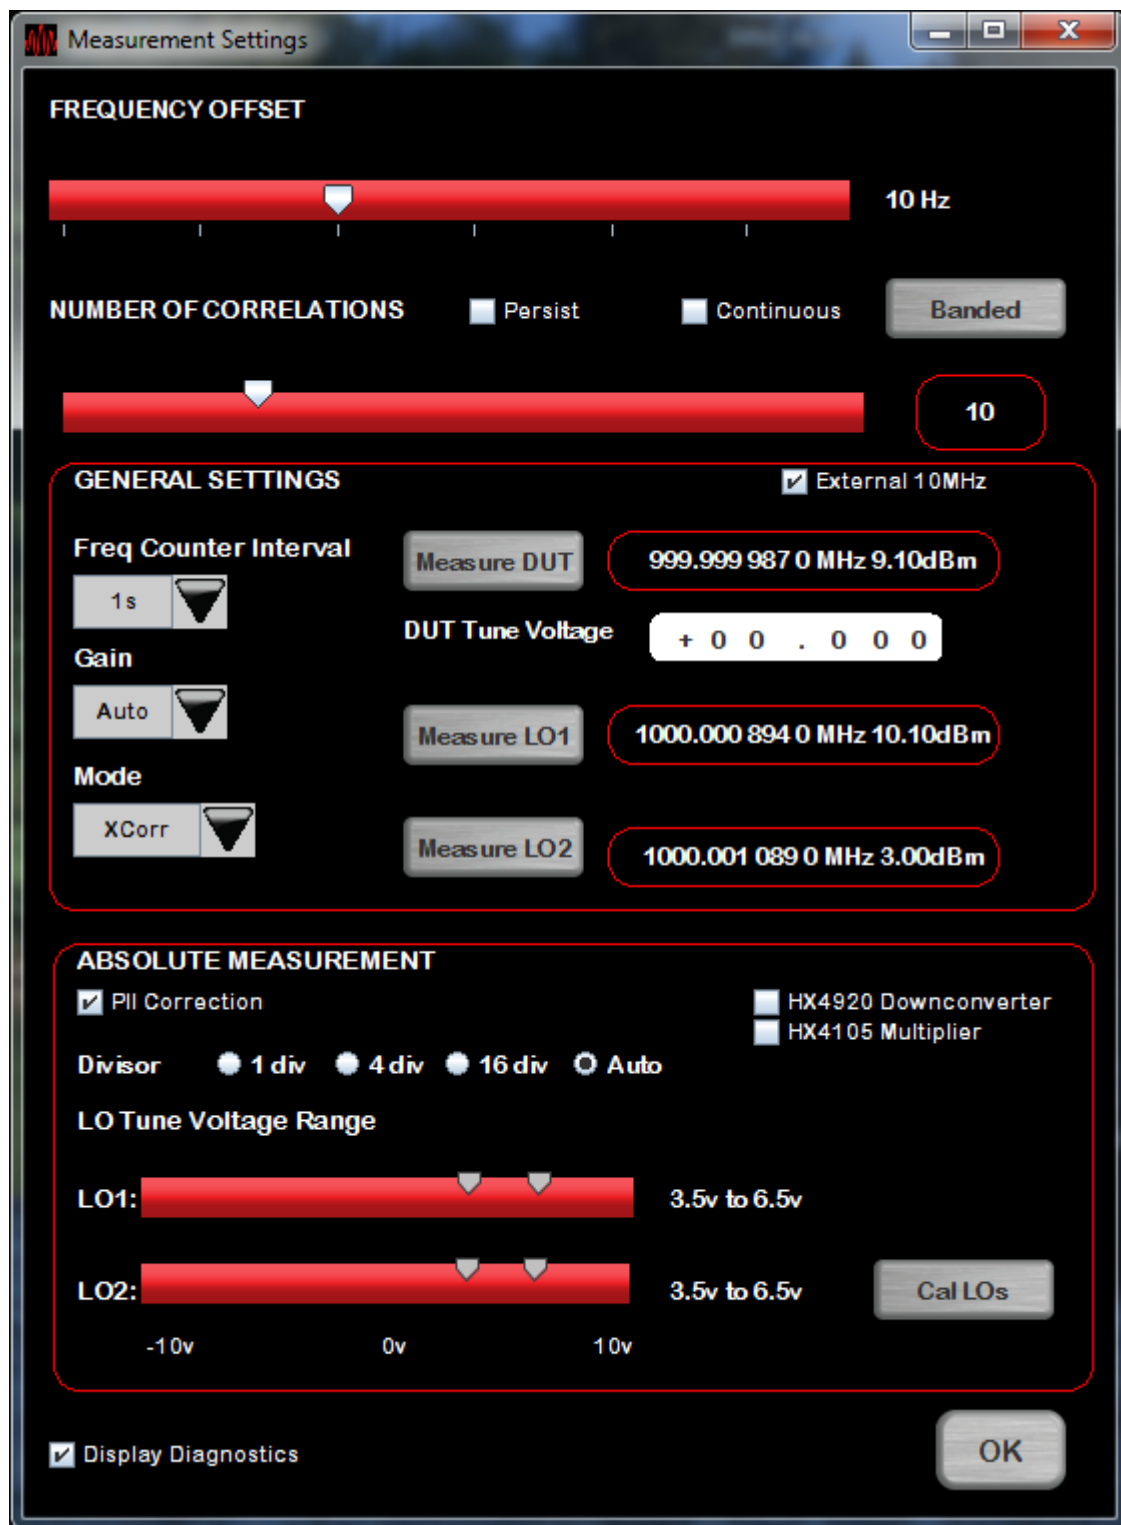 Measurement Settings
FREQUENCY OFFSET
10 Hz
NUMBER OF CORRELATIONS Persist Continuous Banded
10
GENERAL SETTINGS External 10MHz
Freq Counter Interval Measure DUT 999.999 987 0 MHz 9.10dBm
1s
DUT Tune Voltage +00.000
Gain
Auto Measure LO1 1000.000 894 0 MHz 10.10dBm
Mode
XCorr Measure LO2 1000.001 089 0 MHz 3.00dBm
ABSOLUTE MEASUREMENT
Pll Correction HX4920 Downconverter
HX4105 Multiplier
Divisor 1 div 4 div 16 div Auto
LO Tune Voltage Range
LO1: 3.5v to 6.5v
LO2: 3.5v to 6.5v Cal LOs
-10v 0v 10v
Display Diagnostics OK